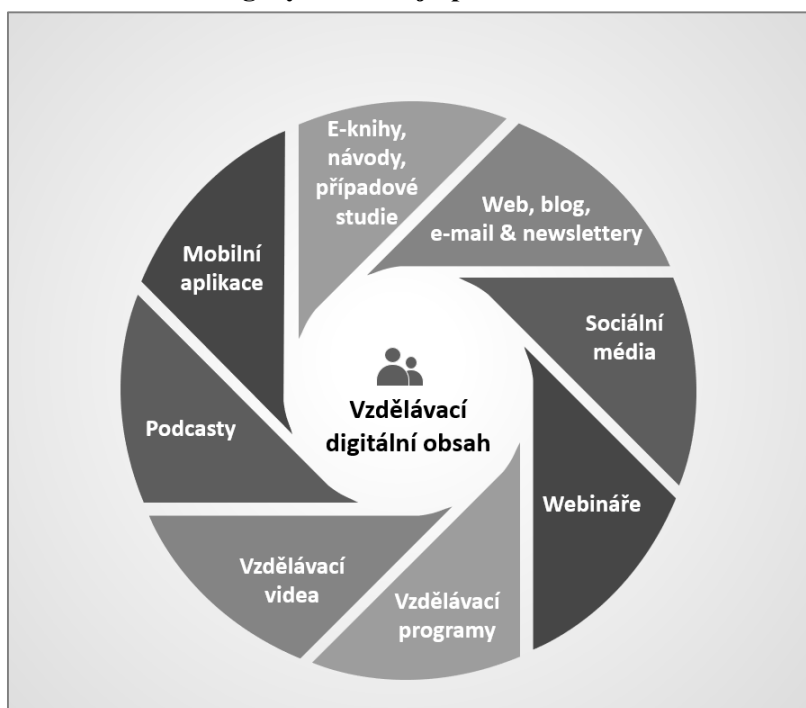 E-knihy,
návody,
případové
studie
Web, blog,
e-mail & newslettery
Sociální
média
Webináře
Vzdělávací
programy
Vzdělávací
videa
Podcasty
Mobilní
aplikace
Vzdělávací
digitální obsah